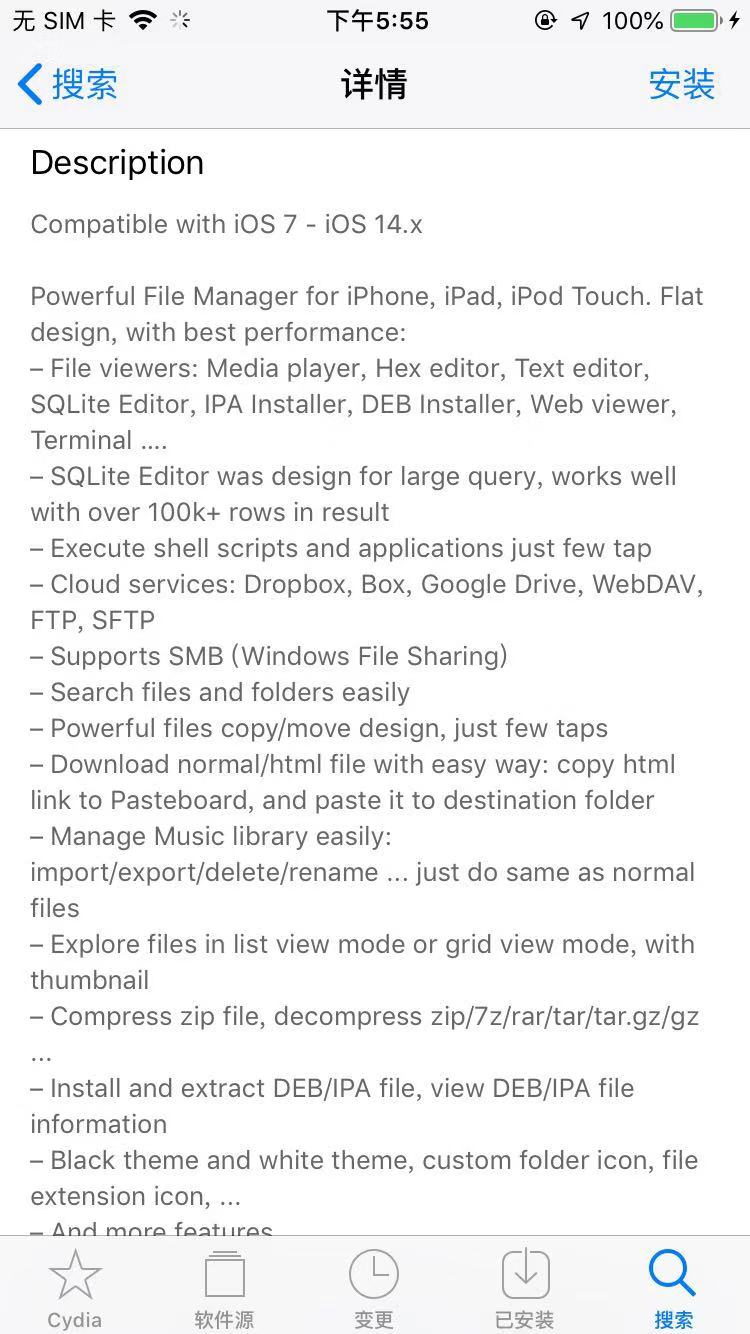 无 SIM 卡 下午5:55 100%
搜索 详情 安装
Description
Compatible with iOS 7 - iOS 14.x
Powerful File Manager for iPhone, iPad, iPod Touch. Flat
design, with best performance:
– File viewers: Media player, Hex editor, Text editor,
SQLite Editor, IPA Installer, DEB Installer, Web viewer,
Terminal ....
– SQLite Editor was design for large query, works well
with over 100k+ rows in result
– Execute shell scripts and applications just few tap
– Cloud services: Dropbox, Box, Google Drive, WebDAV,
FTP, SFTP
– Supports SMB (Windows File Sharing)
– Search files and folders easily
– Powerful files copy/move design, just few taps
– Download normal/html file with easy way: copy html
link to Pasteboard, and paste it to destination folder
– Manage Music library easily:
import/export/delete/rename ... just do same as normal
files
– Explore files in list view mode or grid view mode, with
thumbnail
– Compress zip file, decompress zip/7z/rar/tar/tar.gz/gz
...
– Install and extract DEB/IPA file, view DEB/IPA file
information
– Black theme and white theme, custom folder icon, file
extension icon, ...
– And more features
Cydia 软件源 变更 已安装 搜索